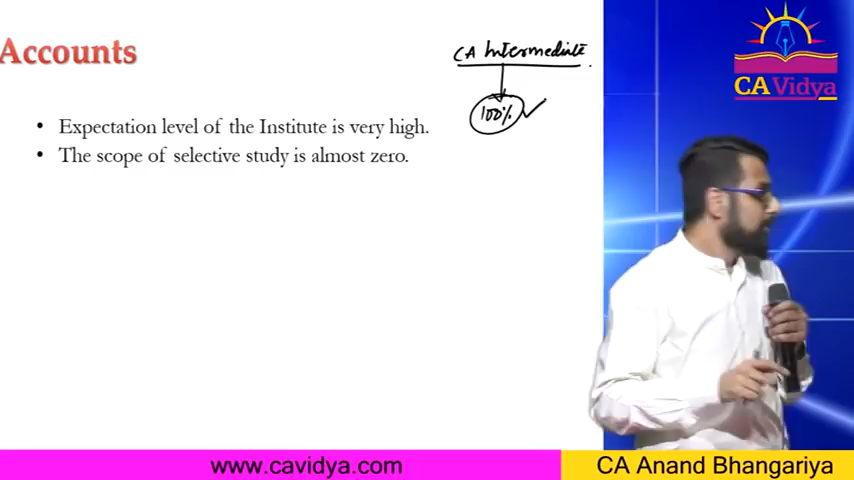 Accounts
CA Intermediate
100%
• Expectation level of the Institute is very high.
• The scope of selective study is almost zero.
CA Vidya
www.cavidya.com
CA Anand Bhangariya